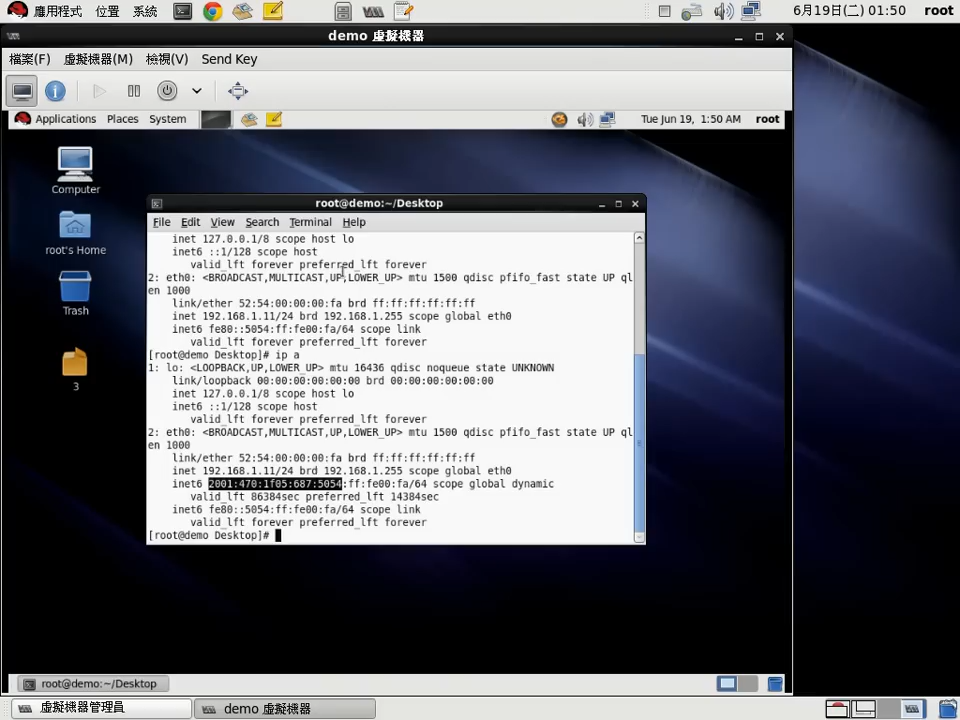 應用程式 位置 系統 6月19日(二) 01:50 root
demo 虛擬機器
檔案(F) 虛擬機器(M) 檢視(V) Send Key
Applications Places System Tue Jun 19, 1:50 AM root
Computer
root's Home
Trash
3
root@demo:~/Desktop
File Edit View Search Terminal Help
inet 127.0.0.1/8 scope host lo
inet6 ::1/128 scope host
valid_lft forever preferred_lft forever
2: eth0: <BROADCAST,MULTICAST,UP,LOWER_UP> mtu 1500 qdisc pfifo_fast state UP ql
en 1000
link/ether 52:54:00:00:00:fa brd ff:ff:ff:ff:ff:ff
inet 192.168.1.11/24 brd 192.168.1.255 scope global eth0
inet6 fe80::5054:ff:fe00:fa/64 scope link
valid_lft forever preferred_lft forever
[root@demo Desktop]# ip a
1: lo: <LOOPBACK,UP,LOWER_UP> mtu 16436 qdisc noqueue state UNKNOWN
link/loopback 00:00:00:00:00:00 brd 00:00:00:00:00:00
inet 127.0.0.1/8 scope host lo
inet6 ::1/128 scope host
valid_lft forever preferred_lft forever
2: eth0: <BROADCAST,MULTICAST,UP,LOWER_UP> mtu 1500 qdisc pfifo_fast state UP ql
en 1000
link/ether 52:54:00:00:00:fa brd ff:ff:ff:ff:ff:ff
inet 192.168.1.11/24 brd 192.168.1.255 scope global eth0
inet6 2001:470:1f05:687:5054:ff:fe00:fa/64 scope global dynamic
valid_lft 86384sec preferred_lft 14384sec
inet6 fe80::5054:ff:fe00:fa/64 scope link
valid_lft forever preferred_lft forever
[root@demo Desktop]#
root@demo:~/Desktop
虛擬機器管理員 demo 虛擬機器